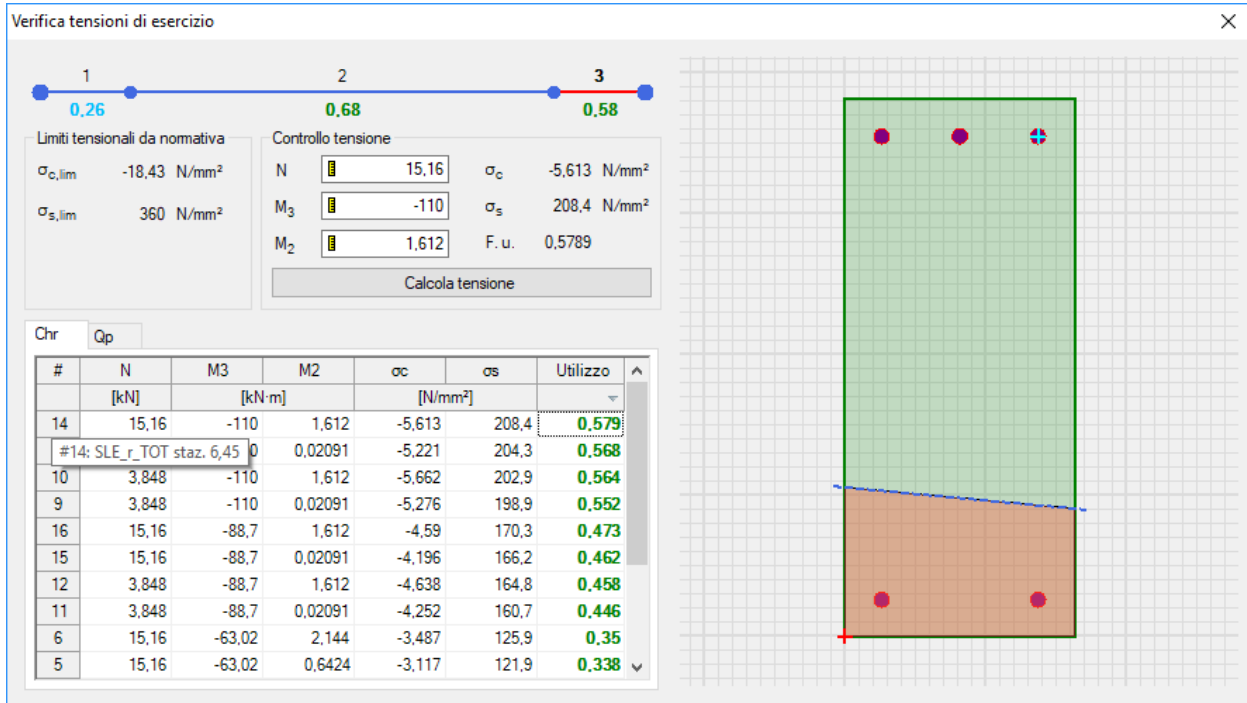 Verifica tensioni di esercizio
1 2 3
0,26 0,68 0,58
Limiti tensionali da normativa
σc,lim -18,43 N/mm²
σs,lim 360 N/mm²
Controllo tensione
N 15,16 σc -5,613 N/mm²
M3 -110 σs 208,4 N/mm²
M2 1,612 F. u. 0,5789
Calcola tensione
Chr Qp
# N M3 M2 σc σs Utilizzo
[kN] [kN·m] [N/mm²]
14 15,16 -110 1,612 -5,613 208,4 0,579
#14: SLE_r_TOT staz. 6,45 0 0,02091 -5,221 204,3 0,568
10 3,848 -110 1,612 -5,662 202,9 0,564
9 3,848 -110 0,02091 -5,276 198,9 0,552
16 15,16 -88,7 1,612 -4,59 170,3 0,473
15 15,16 -88,7 0,02091 -4,196 166,2 0,462
12 3,848 -88,7 1,612 -4,638 164,8 0,458
11 3,848 -88,7 0,02091 -4,252 160,7 0,446
6 15,16 -63,02 2,144 -3,487 125,9 0,35
5 15,16 -63,02 0,6424 -3,117 121,9 0,338